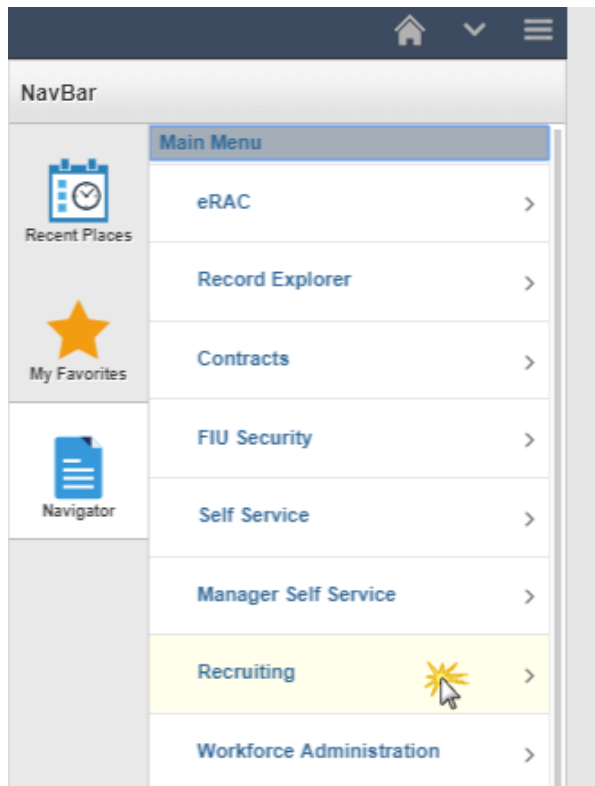 NavBar
Main Menu
Recent Places
My Favorites
Navigator
eRAC
Record Explorer
Contracts
FIU Security
Self Service
Manager Self Service
Recruiting
Workforce Administration